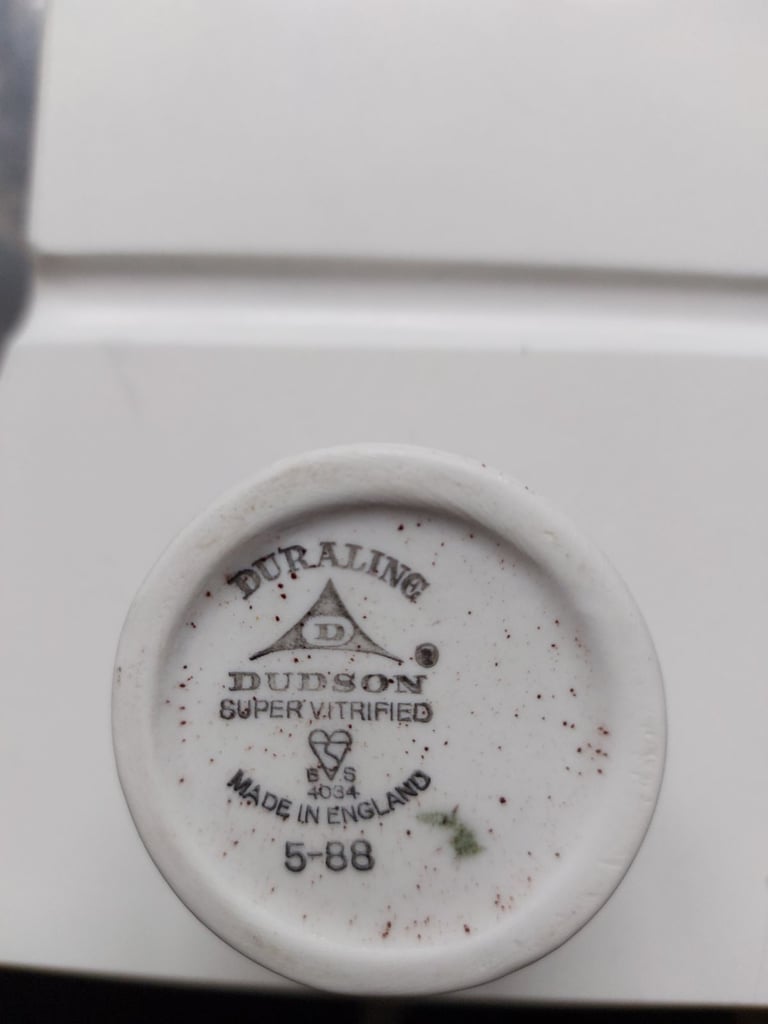 DURALINE
D
®
DUDSON
SUPER VITRIFIED
BS
4034
MADE IN ENGLAND
5-88